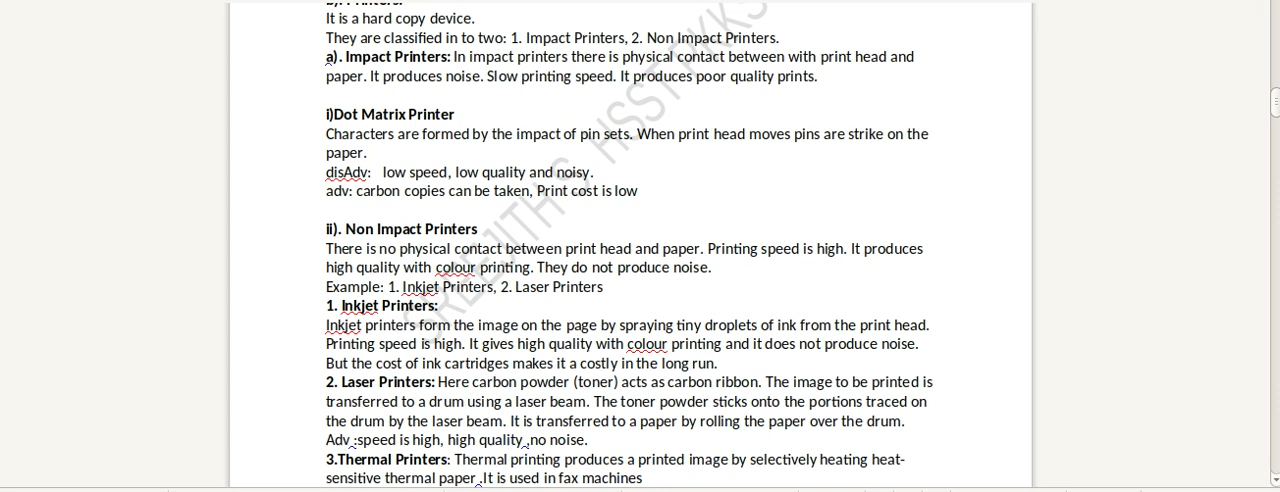 It is a hard copy device.
They are classified in to two: 1. Impact Printers, 2. Non Impact Printers.
a). Impact Printers: In impact printers there is physical contact between with print head and
paper. It produces noise. Slow printing speed. It produces poor quality prints.
i)Dot Matrix Printer
Characters are formed by the impact of pin sets. When print head moves pins are strike on the
paper.
disAdv: low speed, low quality and noisy.
adv: carbon copies can be taken, Print cost is low
ii). Non Impact Printers
There is no physical contact between print head and paper. Printing speed is high. It produces
high quality with colour printing. They do not produce noise.
Example: 1. Inkjet Printers, 2. Laser Printers
1. Inkjet Printers:
Inkjet printers form the image on the page by spraying tiny droplets of ink from the print head.
Printing speed is high. It gives high quality with colour printing and it does not produce noise.
But the cost of ink cartridges makes it a costly in the long run.
2. Laser Printers: Here carbon powder (toner) acts as carbon ribbon. The image to be printed is
transferred to a drum using a laser beam. The toner powder sticks onto the portions traced on
the drum by the laser beam. It is transferred to a paper by rolling the paper over the drum.
Adv :speed is high, high quality ,no noise.
3.Thermal Printers: Thermal printing produces a printed image by selectively heating heat-
sensitive thermal paper .It is used in fax machines